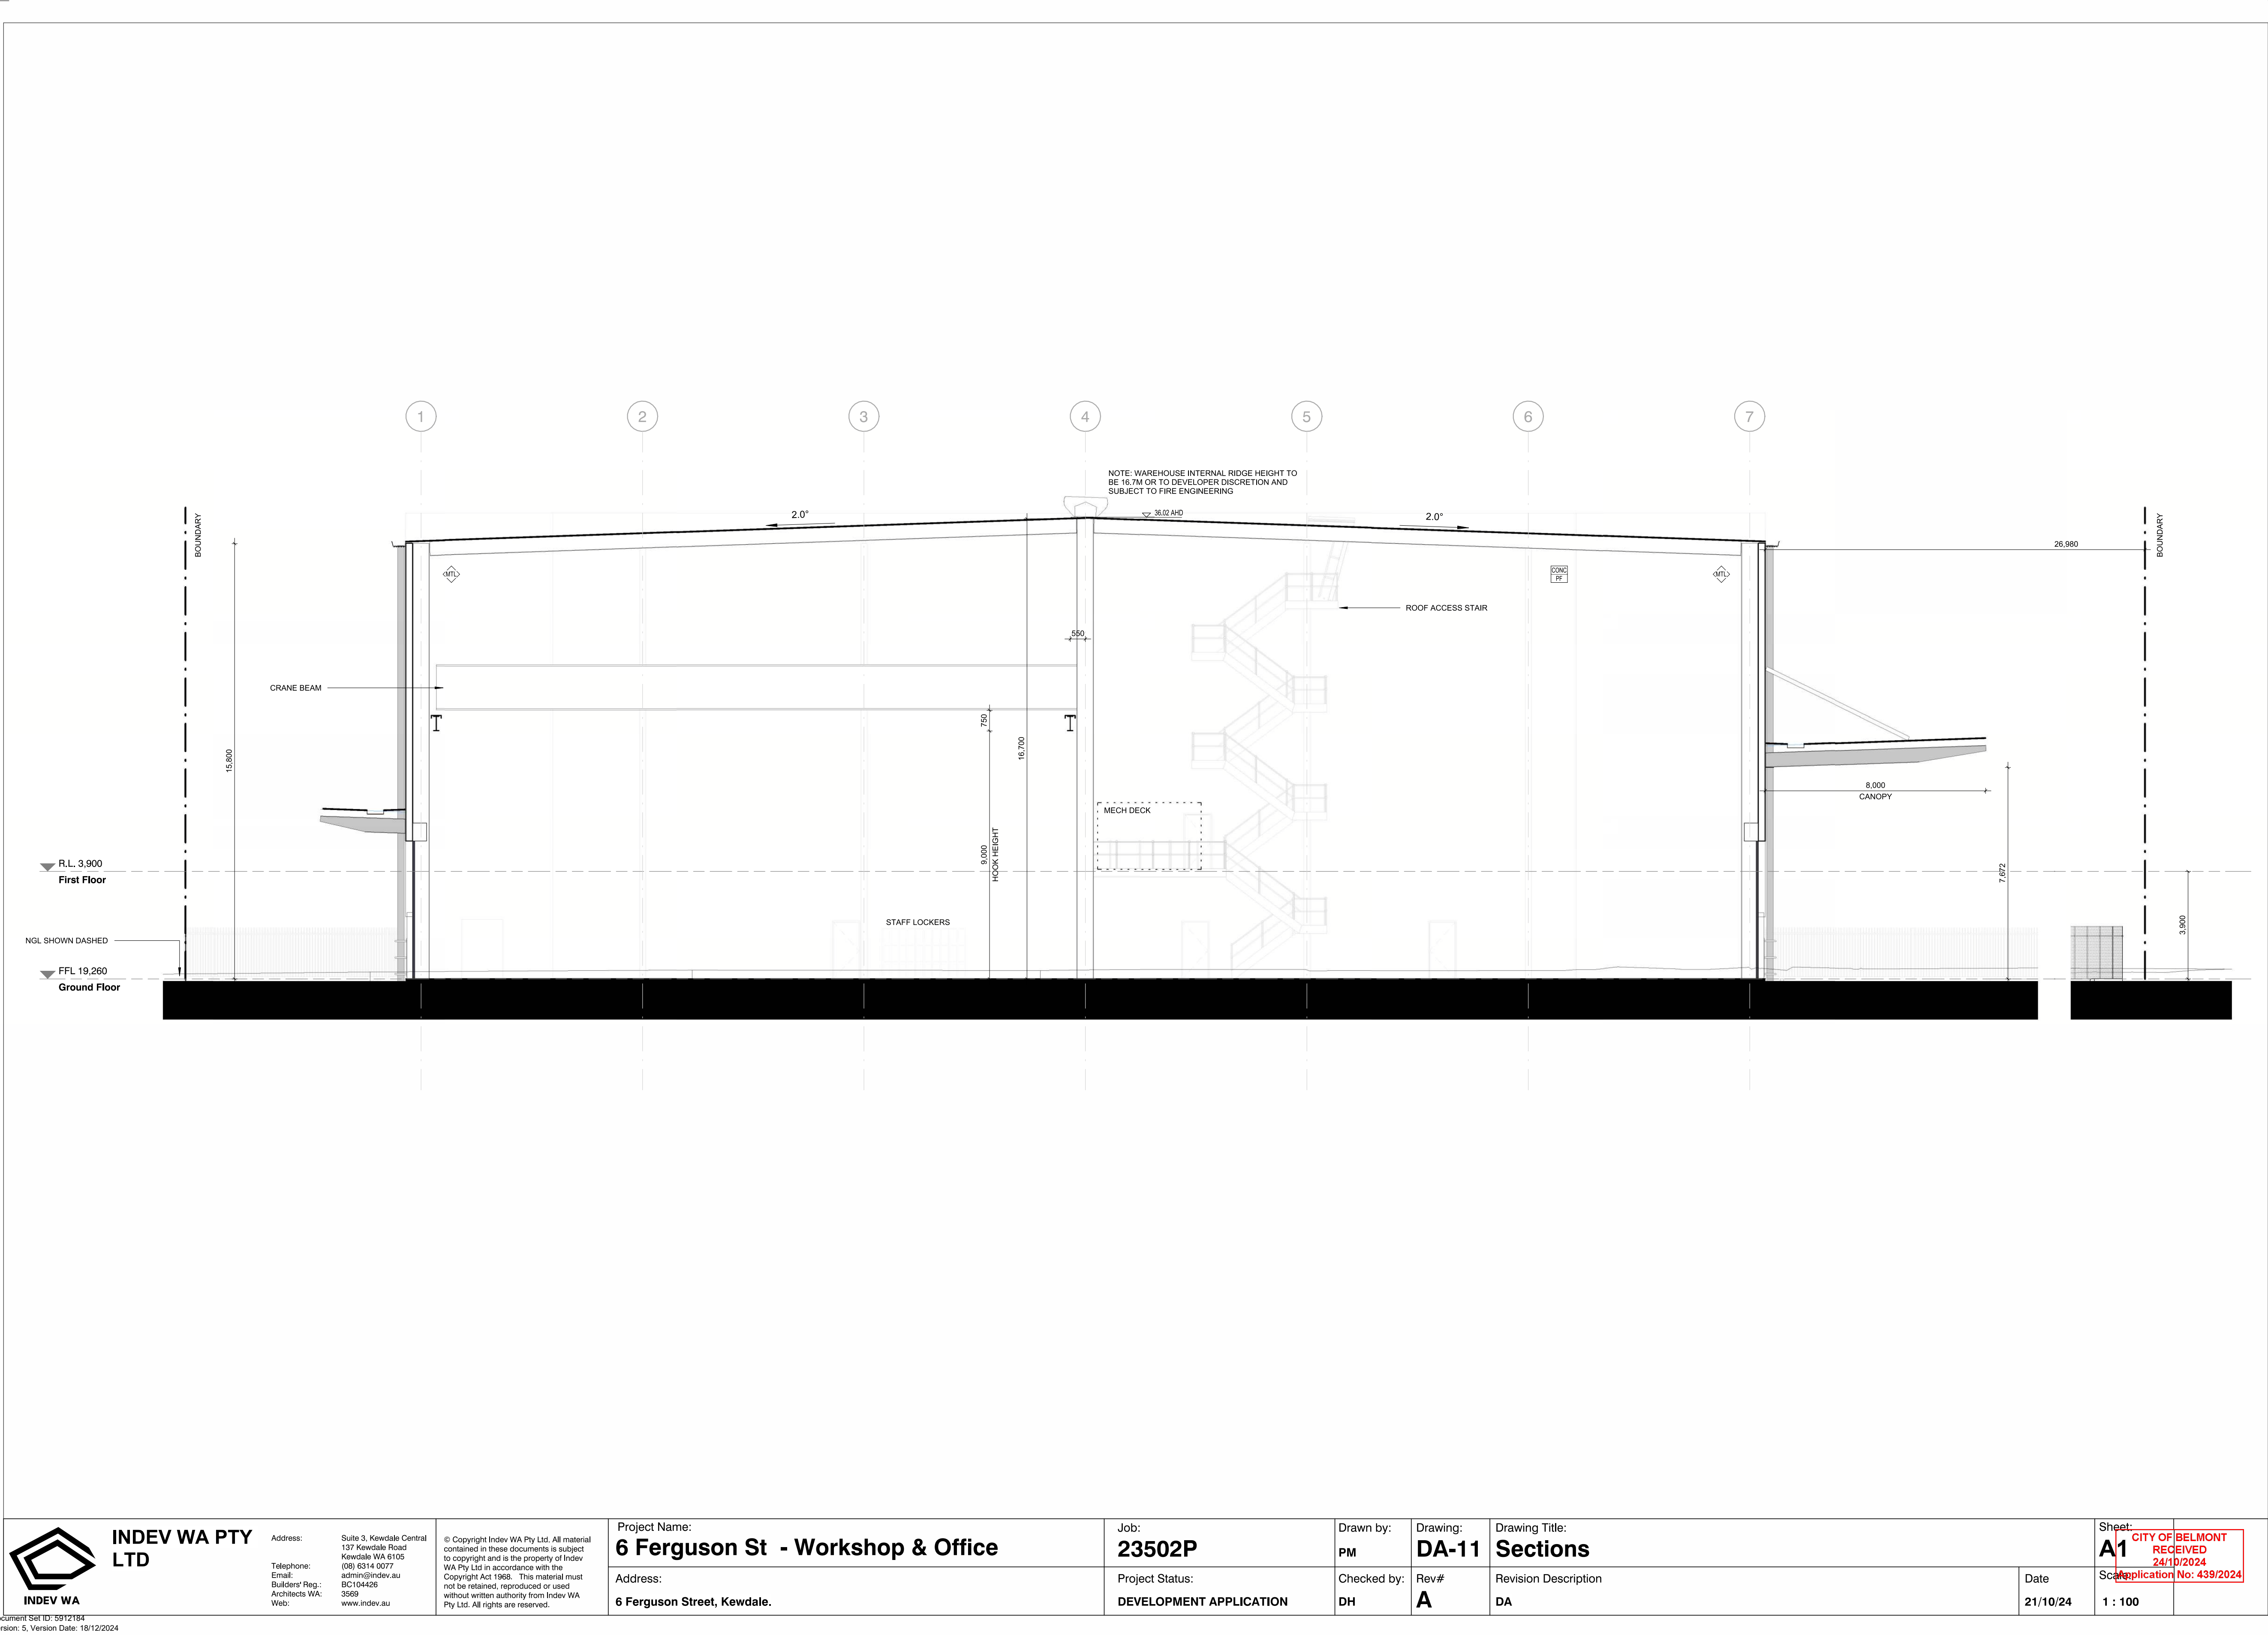 1
2
3
4
5
6
7
NOTE: WAREHOUSE INTERNAL RIDGE HEIGHT TO
BE 16.7M OR TO DEVELOPER DISCRETION AND
SUBJECT TO FIRE ENGINEERING
36.02 AHD
2.0°
2.0°
BOUNDARY
BOUNDARY
26,980
MTL
CONC
PF
MTL
ROOF ACCESS STAIR
550
CRANE BEAM
750
16,700
15,800
8,000
CANOPY
MECH DECK
9,000
HOOK HEIGHT
R.L. 3,900
First Floor
7,672
3,900
STAFF LOCKERS
NGL SHOWN DASHED
FFL 19,260
Ground Floor
INDEV WA
INDEV WA PTY
LTD
Address: Suite 3, Kewdale Central
137 Kewdale Road
Kewdale WA 6105
Telephone: (08) 6314 0077
Email: admin@indev.au
Builders' Reg.: BC104426
Architects WA: 3569
Web: www.indev.au
© Copyright Indev WA Pty Ltd. All material
contained in these documents is subject
to copyright and is the property of Indev
WA Pty Ltd in accordance with the
Copyright Act 1968. This material must
not be retained, reproduced or used
without written authority from Indev WA
Pty Ltd. All rights are reserved.
Project Name:
6 Ferguson St - Workshop & Office
Address:
6 Ferguson Street, Kewdale.
Job:
23502P
Project Status:
DEVELOPMENT APPLICATION
Drawn by:
PM
Checked by:
DH
Drawing:
DA-11
Rev#
A
Drawing Title:
Sections
Revision Description
DA
Date
21/10/24
Sheet:
A1
Scale:
1 : 100
CITY OF BELMONT
RECEIVED
24/10/2024
Application No: 439/2024
ocument Set ID: 5912184
ersion: 5, Version Date: 18/12/2024